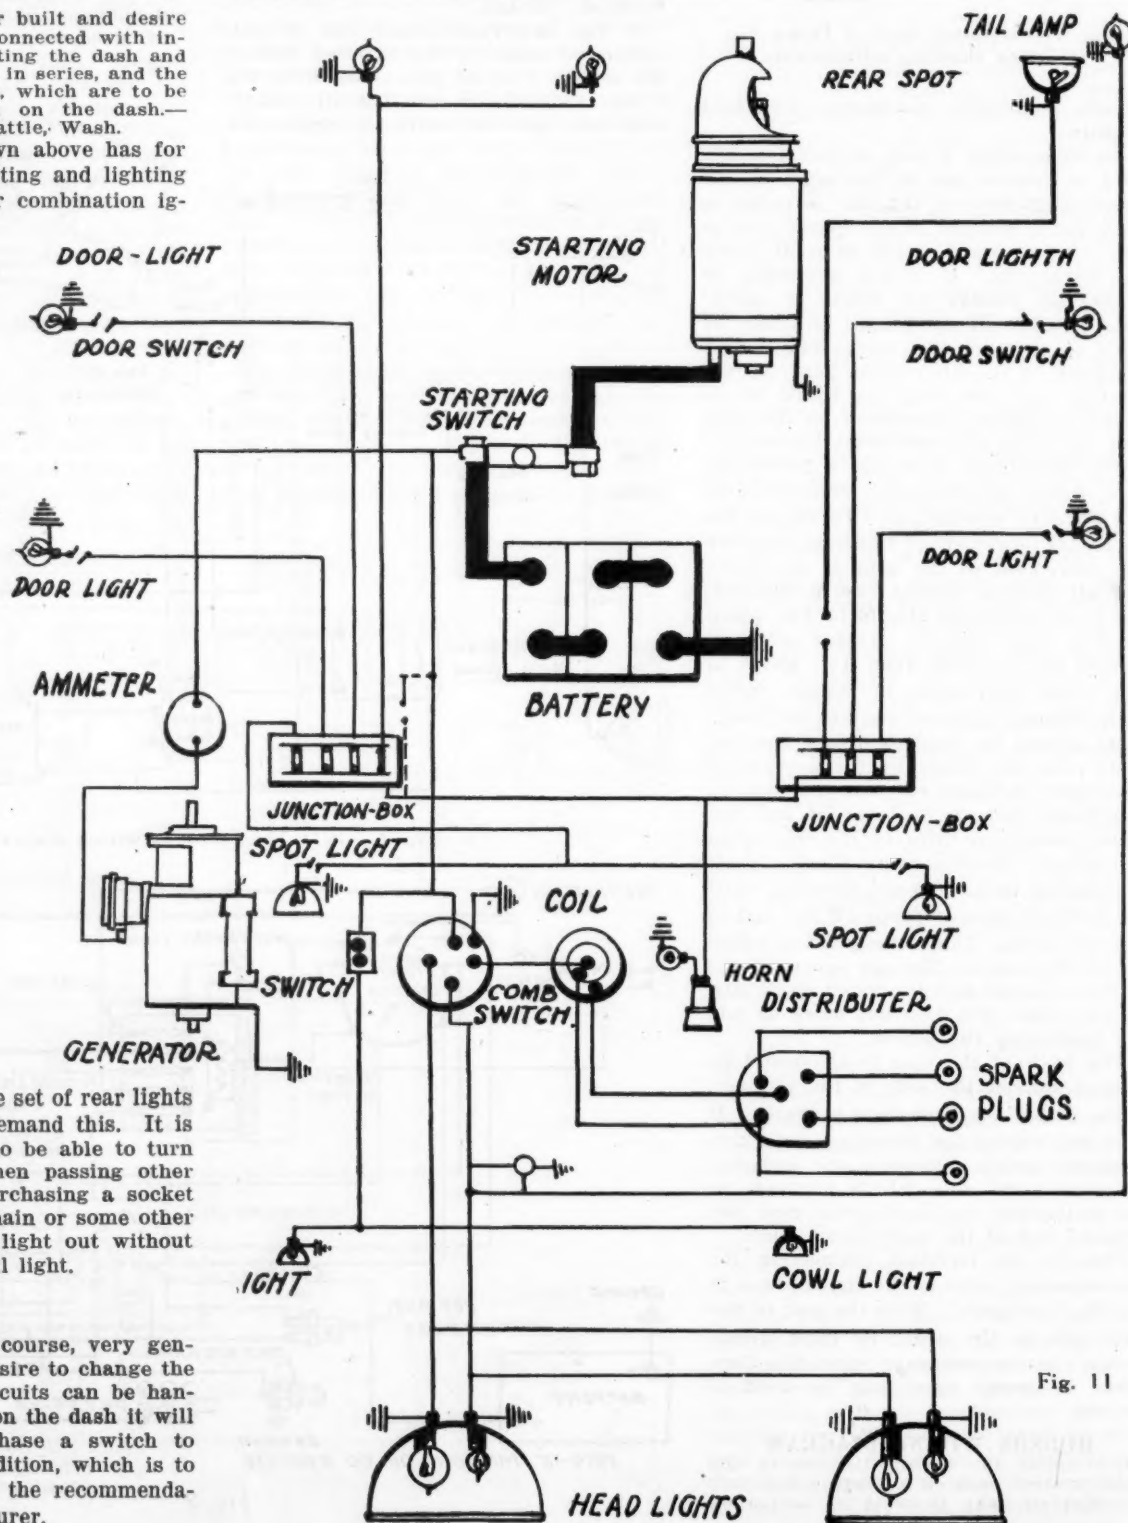 r built and desire
onnected with in-
ting the dash and
in series, and the
which are to be
on the dash.—
attle, Wash.
wn above has for
ting and lighting
r combination ig-
TAIL LAMP
REAR SPOT
STARTING
MOTOR
DOOR-LIGHT
DOOR SWITCH
DOOR LIGHTH
DOOR SWITCH
STARTING
SWITCH
DOOR LIGHT
DOOR LIGHT
BATTERY
AMMETER
JUNCTION-BOX
JUNCTION-BOX
SPOT LIGHT
COIL
SPOT LIGHT
SWITCH
COMB
SWITCH
HORN
DISTRIBUTER
GENERATOR
SPARK
PLUGS.
e set of rear lights
emand this. It is
o be able to turn
hen passing other
rchasing a socket
hain or some other
light out without
l light.
IGHT
COWL LIGHT
course, very gen-
sire to change the
cuits can be han-
on the dash it will
hase a switch to
dition, which is to
the recommenda-
urer.
Fig. 11
HEAD LIGHTS